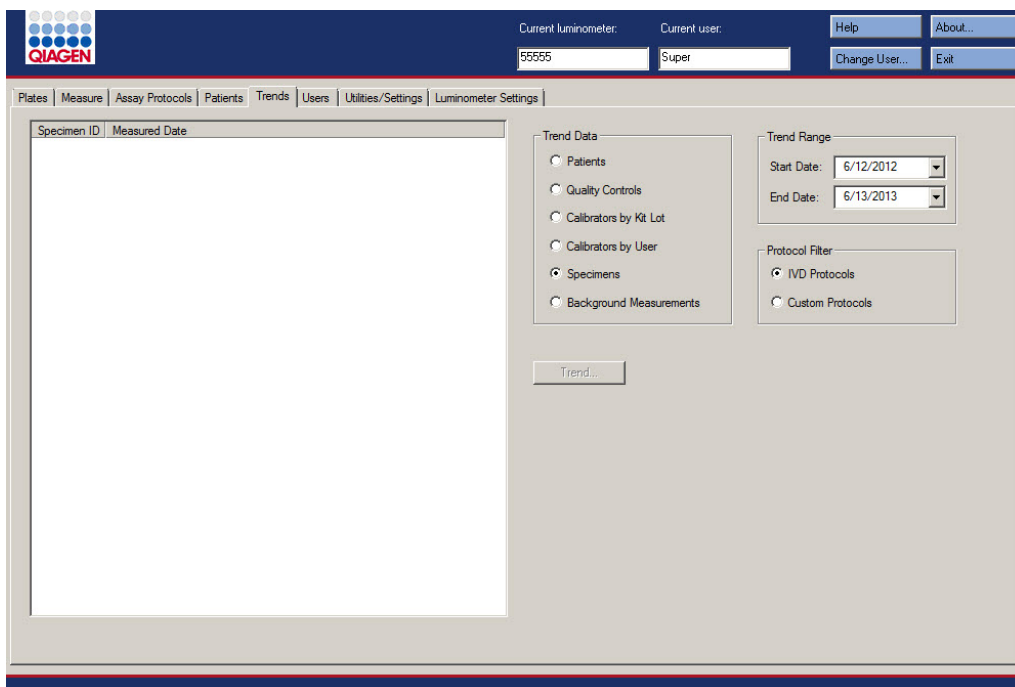 QIAGEN
Current luminometer: Current user:
55555 Super
Help About...
Change User... Exit
Plates Measure Assay Protocols Patients Trends Users Utilities/Settings Luminometer Settings
Specimen ID Measured Date
Trend Data
Patients
Quality Controls
Calibrators by Kit Lot
Calibrators by User
Specimens
Background Measurements
Trend Range
Start Date: 6/12/2012
End Date: 6/13/2013
Protocol Filter
IVD Protocols
Custom Protocols
Trend...